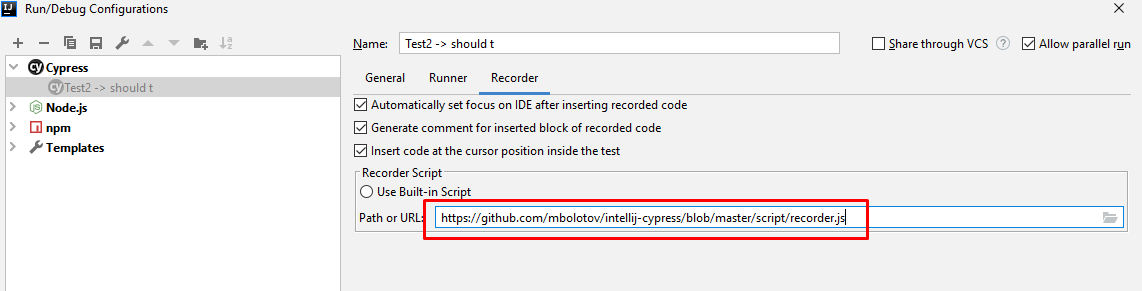 Run/Debug Configurations
Name: Test2 -> should t
Share through VCS
Allow parallel run
Cypress
Test2 -> should t
Node.js
npm
Templates
General Runner Recorder
Automatically set focus on IDE after inserting recorded code
Generate comment for inserted block of recorded code
Insert code at the cursor position inside the test
Recorder Script
Use Built-in Script
Path or URL: https://github.com/mbolotov/intellij-cypress/blob/master/script/recorder.js